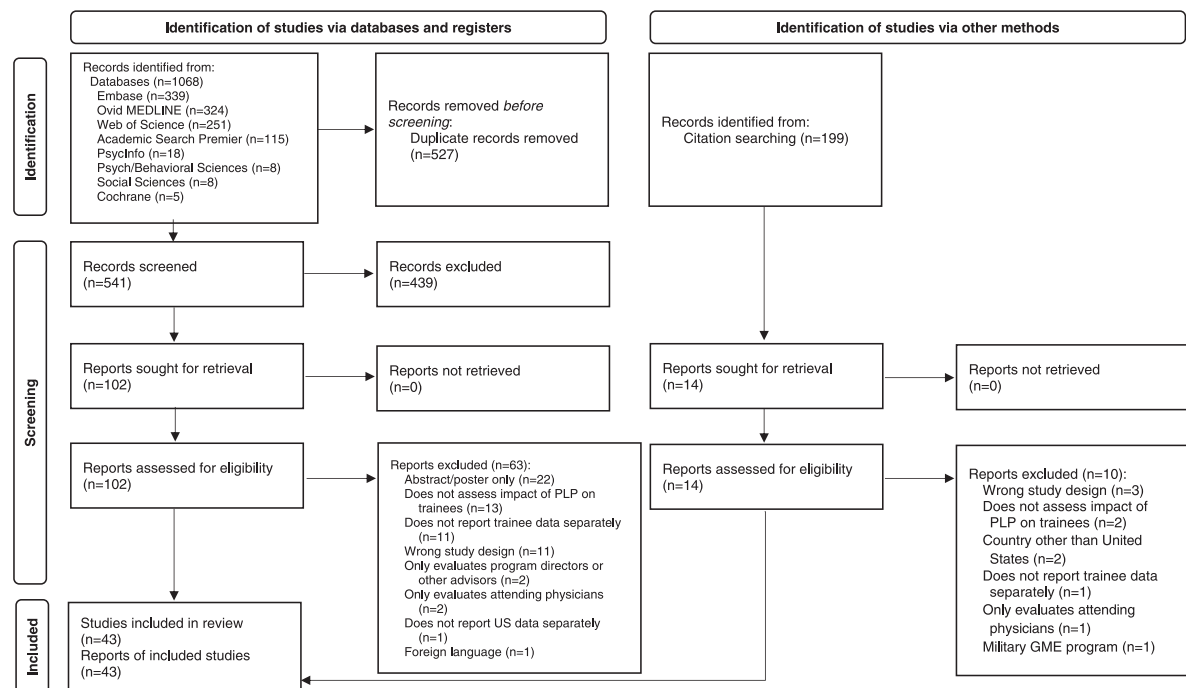 Identification of studies via databases and registers
Identification of studies via other methods
Identification
Records identified from:
Databases (n=1068)
Embase (n=339)
Ovid MEDLINE (n=324)
Web of Science (n=251)
Academic Search Premier (n=115)
PsycInfo (n=18)
Psych/Behavioral Sciences (n=8)
Social Sciences (n=8)
Cochrane (n=5)
Records removed before
screening:
Duplicate records removed
(n=527)
Records identified from:
Citation searching (n=199)
Screening
Records screened
(n=541)
Records excluded
(n=439)
Reports sought for retrieval
(n=102)
Reports not retrieved
(n=0)
Reports sought for retrieval
(n=14)
Reports not retrieved
(n=0)
Reports assessed for eligibility
(n=102)
Reports excluded (n=63):
Abstract/poster only (n=22)
Does not assess impact of PLP on
trainees (n=13)
Does not report trainee data separately
(n=11)
Wrong study design (n=11)
Only evaluates program directors or
other advisors (n=2)
Only evaluates attending physicians
(n=2)
Does not report US data separately
(n=1)
Foreign language (n=1)
Reports assessed for eligibility
(n=14)
Reports excluded (n=10):
Wrong study design (n=3)
Does not assess impact of
PLP on trainees (n=2)
Country other than United
States (n=2)
Does not report trainee data
separately (n=1)
Only evaluates attending
physicians (n=1)
Military GME program (n=1)
Included
Studies included in review
(n=43)
Reports of included studies
(n=43)